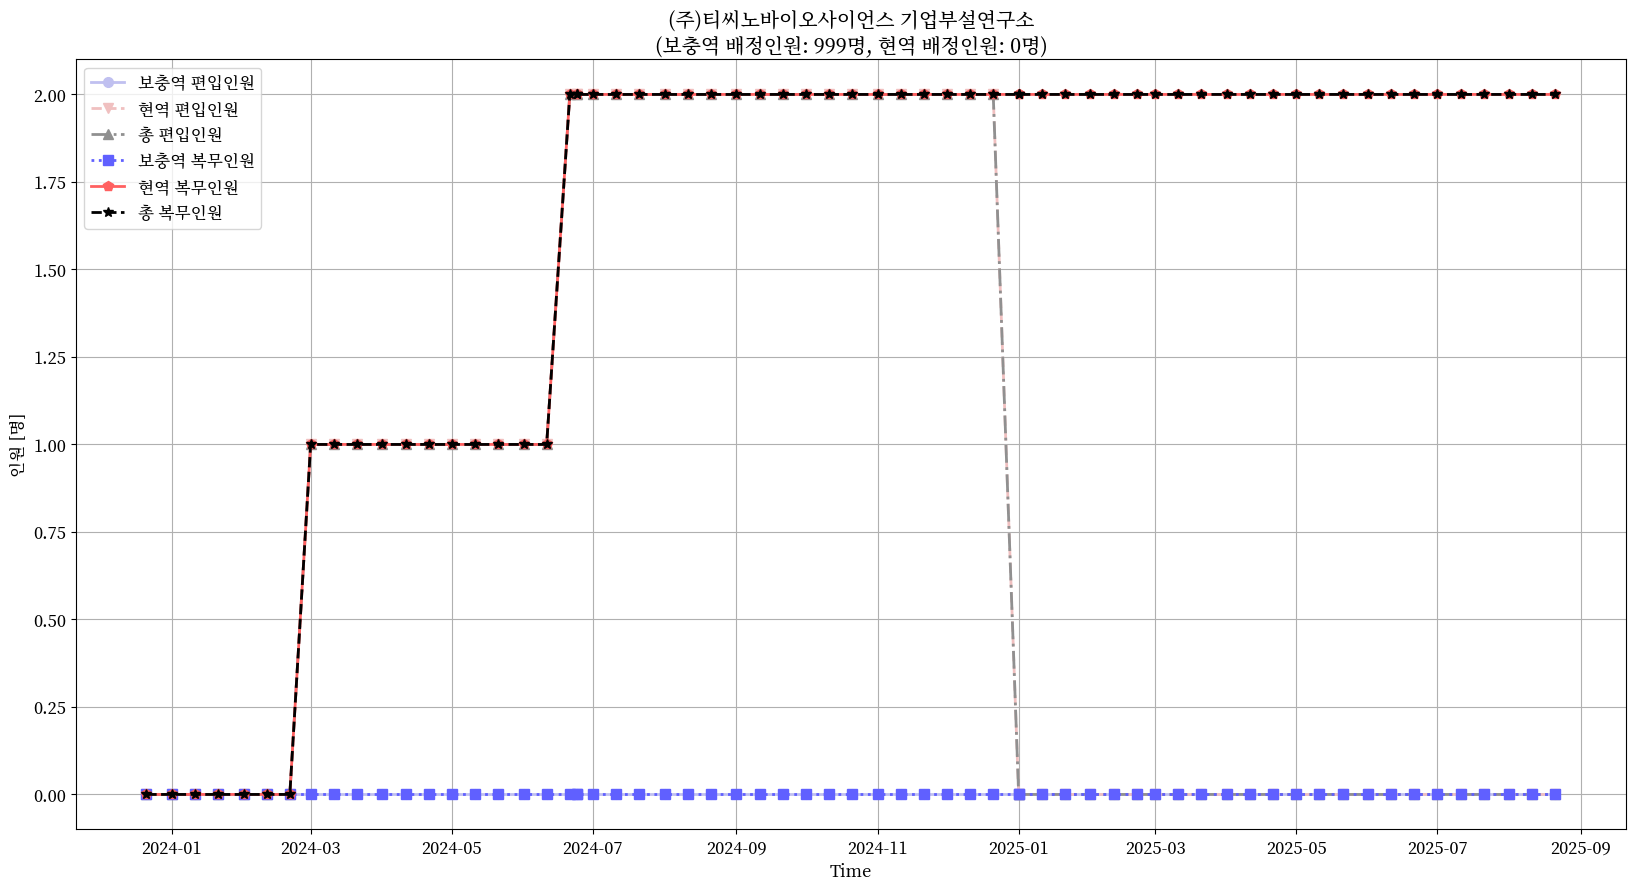 (주)티씨노바이오사이언스 기업부설연구소
(보충역 배정인원: 999명, 현역 배정인원: 0명)
보충역 편입인원
현역 편입인원
총 편입인원
보충역 복무인원
현역 복무인원
총 복무인원
2.00
1.75
1.50
1.25
1.00
0.75
0.50
0.25
0.00
인원 [명]
2024-01
2024-03
2024-05
2024-07
2024-09
2024-11
2025-01
2025-03
2025-05
2025-07
2025-09
Time